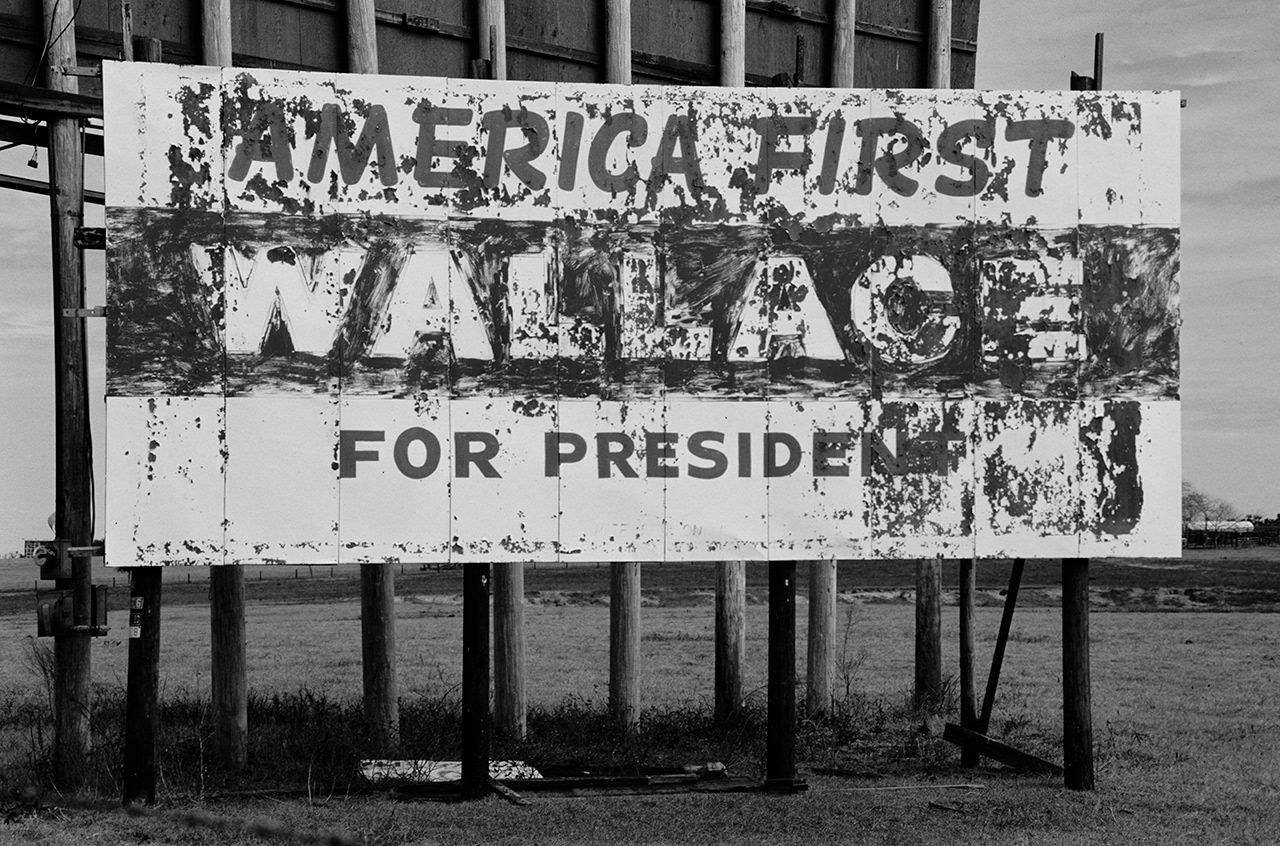 AMERICA FIRST
WALLACE
FOR PRESIDENT